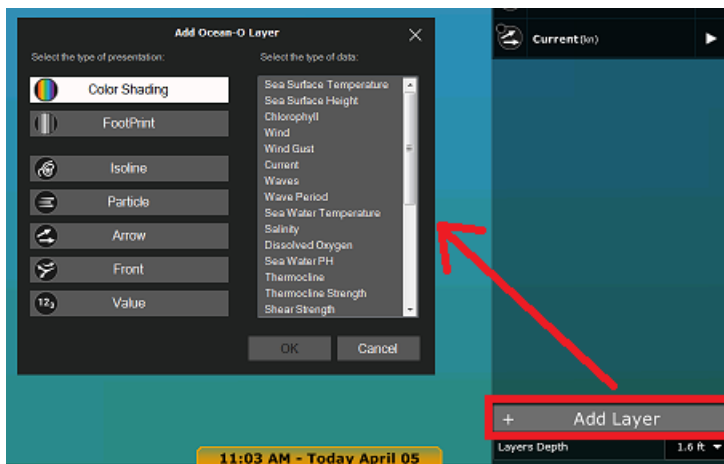 Add Ocean-O Layer
Select the type of presentation:
Color Shading
FootPrint
Isoline
Particle
Arrow
Front
123
Value
Select the type of data:
Sea Surface Temperature
Sea Surface Height
Chlorophyll
Wind
Wind Gust
Current
Waves
Wave Period
Sea Water Temperature
Salinity
Dissolved Oxygen
Sea Water PH
Thermocline
Thermocline Strength
Shear Strength
OK
Cancel
Current(kn)
+ Add Layer
Layers Depth 1.6 ft
11:03 AM - Today April 05